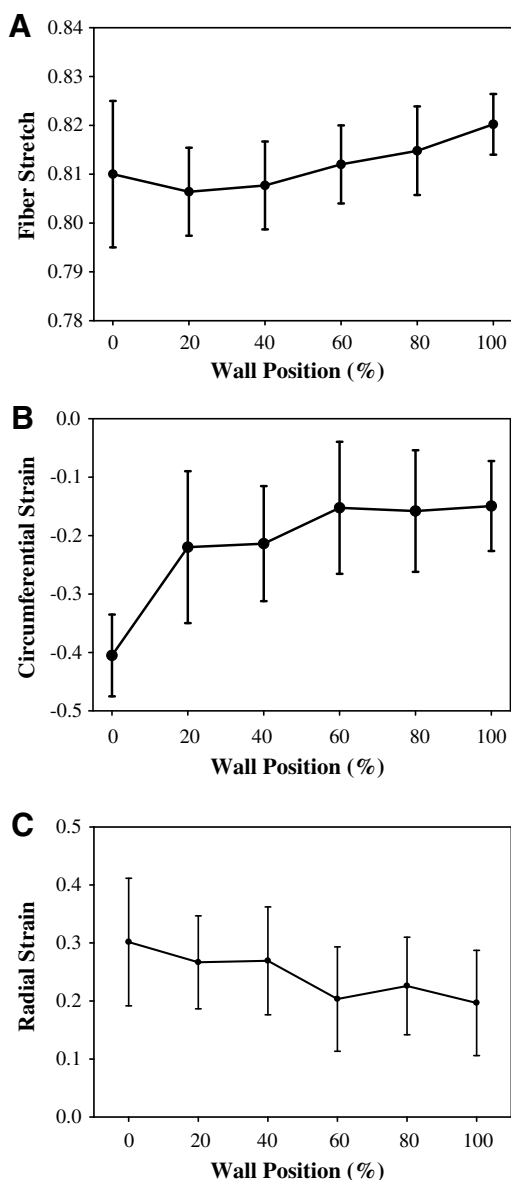 A
0.84
0.83
0.82
0.81
0.80
0.79
0.78
Fiber Stretch
0 20 40 60 80 100
Wall Position (%)
B
0.0
-0.1
-0.2
-0.3
-0.4
-0.5
Circumferential Strain
0 20 40 60 80 100
Wall Position (%)
C
0.5
0.4
0.3
0.2
0.1
0.0
Radial Strain
0 20 40 60 80 100
Wall Position (%)